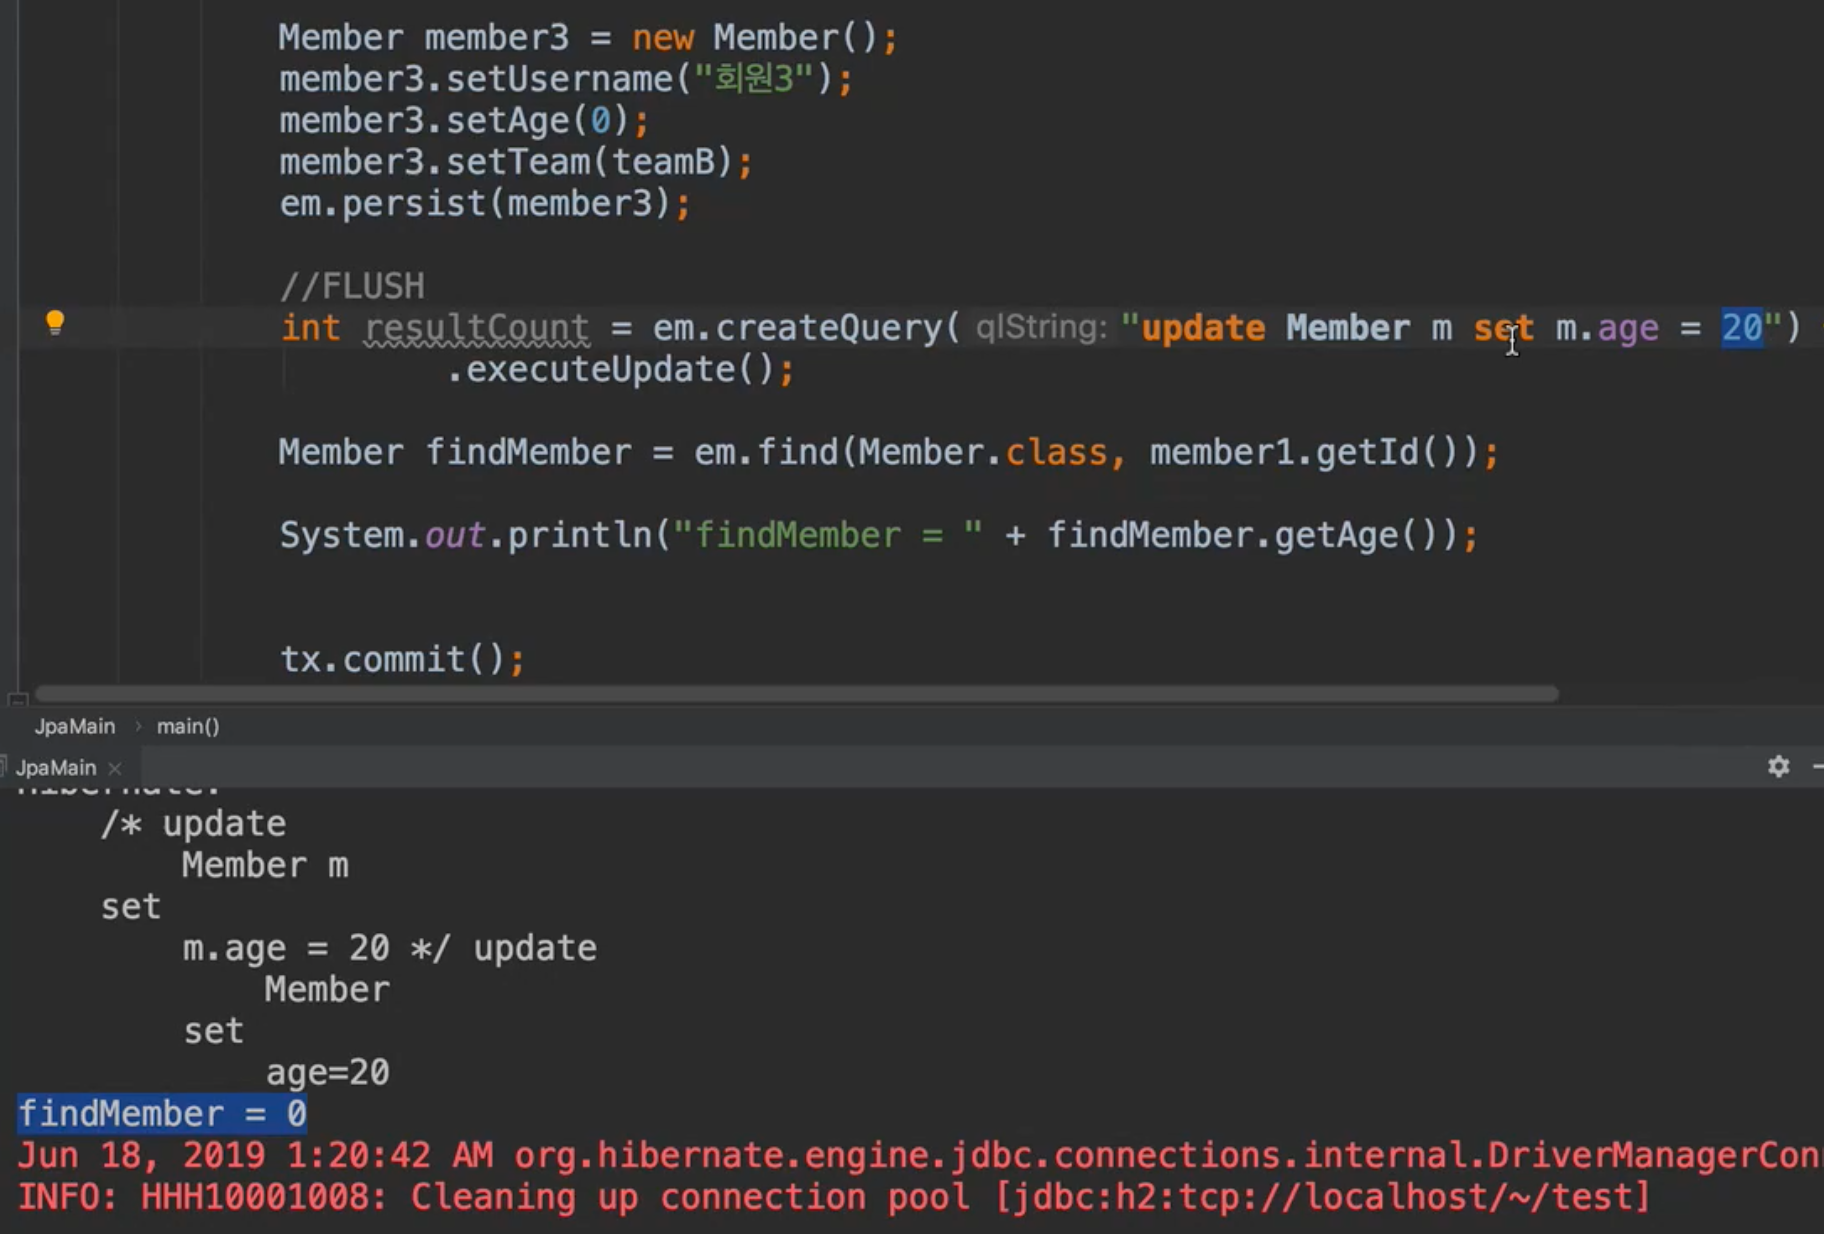 Member member3 = new Member();
member3.setUsername("회원3");
member3.setAge(0);
member3.setTeam(teamB);
em.persist(member3);
//FLUSH
int resultCount = em.createQuery( qlString: "update Member m set m.age = 20")
.executeUpdate();
Member findMember = em.find(Member.class, member1.getId());
System.out.println("findMember = " + findMember.getAge());
tx.commit();
JpaMain › main()
JpaMain ×
Hibernate:
/* update
Member m
set
m.age = 20 */ update
Member
set
age=20
findMember = 0
Jun 18, 2019 1:20:42 AM org.hibernate.engine.jdbc.connections.internal.DriverManagerCon
INFO: HHH10001008: Cleaning up connection pool [jdbc:h2:tcp://localhost/~/test]